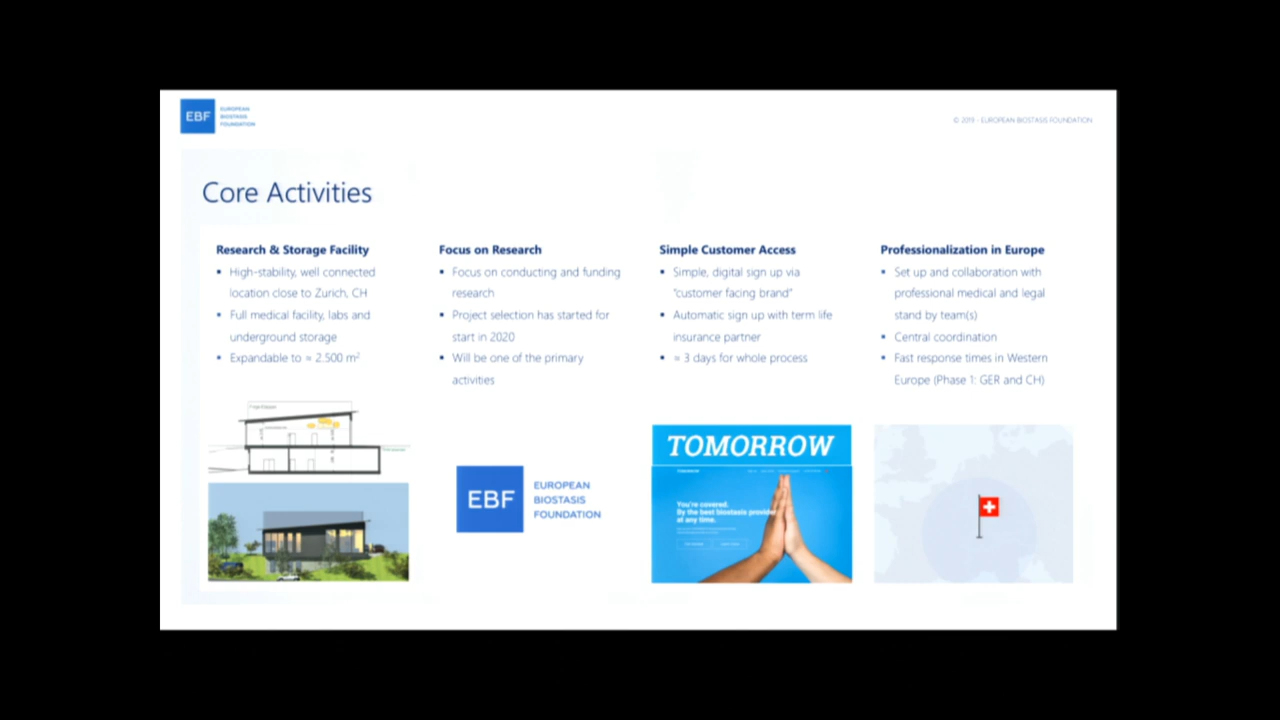 EBF
EUROPEAN
BIOSTASIS
FOUNDATION
© 2019 - EUROPEAN BIOSTASIS FOUNDATION
Core Activities
Research & Storage Facility
▪ High-stability, well connected
location close to Zurich, CH
▪ Full medical facility, labs and
underground storage
▪ Expandable to ≈ 2.500 m²
Focus on Research
▪ Focus on conducting and funding
research
▪ Project selection has started for
start in 2020
▪ Will be one of the primary
activities
Simple Customer Access
▪ Simple, digital sign up via
"customer facing brand"
▪ Automatic sign up with term life
insurance partner
▪ ≈ 3 days for whole process
Professionalization in Europe
▪ Set up and collaboration with
professional medical and legal
stand by team(s)
▪ Central coordination
▪ Fast response times in Western
Europe (Phase 1: GER and CH)
EBF
EUROPEAN
BIOSTASIS
FOUNDATION
TOMORROW
You're covered.
By the best biostasis provider
at any time.